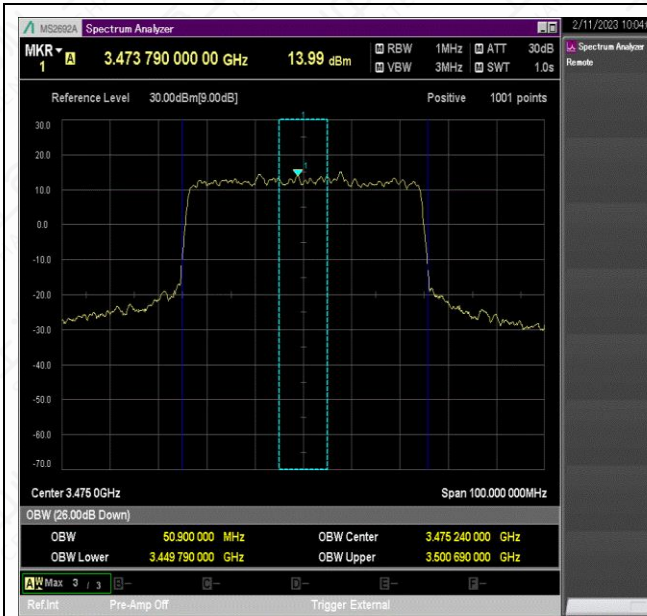 MS2692A Spectrum Analyzer
2/11/2023 10:04
MKR 1 A 3.473 790 000 00 GHz 13.99 dBm
M RBW 1MHz M ATT 30dB
M VBW 3MHz M SWT 1.0s
Spectrum Analyzer
Remote
Reference Level 30.00dBm[9.00dB] Positive 1001 points
1
30.0
20.0
1
10.0
0.0
-10.0
-20.0
-30.0
-40.0
-50.0
-60.0
-70.0
Center 3.475 0GHz Span 100.000 000MHz
OBW (26.00dB Down)
OBW 50.900 000 MHz OBW Center 3.475 240 000 GHz
OBW Lower 3.449 790 000 GHz OBW Upper 3.500 690 000 GHz
A W Max 3 / 3 B- C- D- E- F-
Ref.Int Pre-Amp Off Trigger External